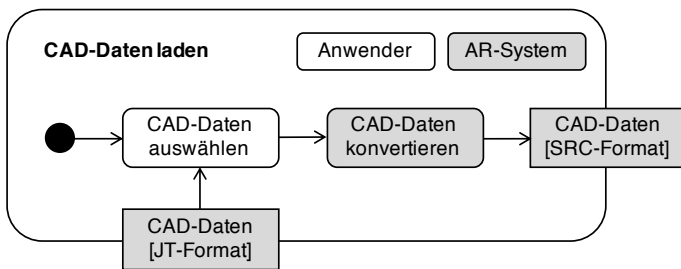 CAD-Daten laden
Anwender
AR-System
CAD-Daten
auswählen
CAD-Daten
konvertieren
CAD-Daten
[SRC-Format]
CAD-Daten
[JT-Format]